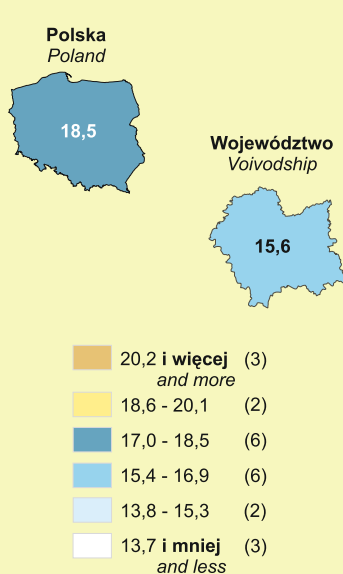 Polska
Poland
18,5
Województwo
Voivodship
15,6
20,2 i więcej (3)
and more
18,6 - 20,1 (2)
17,0 - 18,5 (6)
15,4 - 16,9 (6)
13,8 - 15,3 (2)
13,7 i mniej (3)
and less